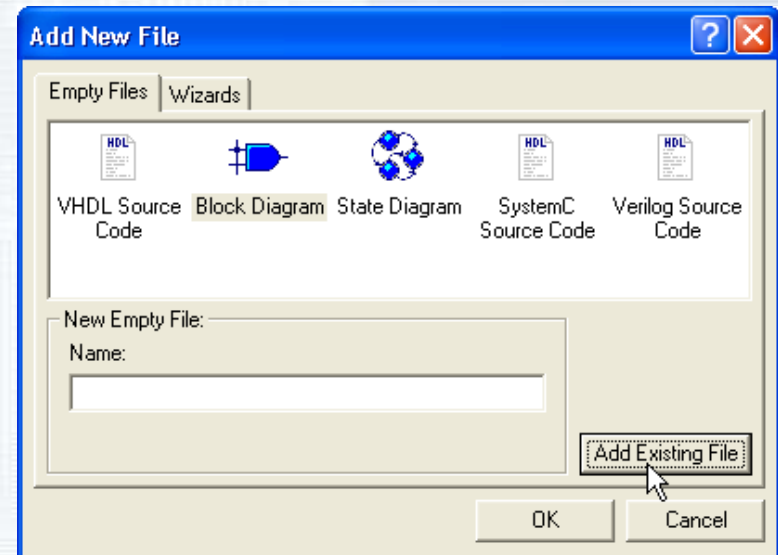 Add New File
?
Empty Files Wizards
HDL HDL HDL
VHDL Source Block Diagram State Diagram SystemC Verilog Source
Code Source Code Code
New Empty File:
Name:
Add Existing File
OK Cancel